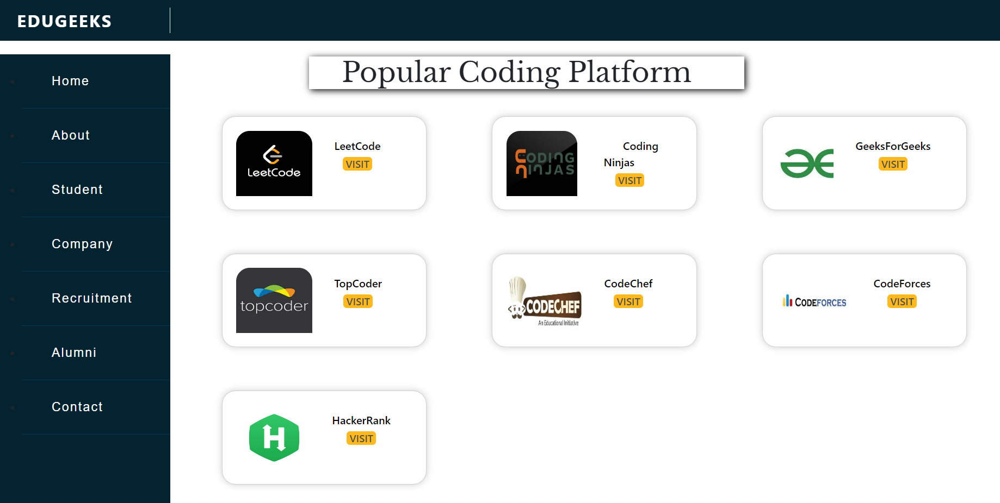 EDUGEEKS
Home
About
Student
Company
Recruitment
Alumni
Contact
Popular Coding Platform
LeetCode
LeetCode
VISIT
CODING
NINJAS
Coding
Ninjas
VISIT
GeeksForGeeks
VISIT
topcoder
TopCoder
VISIT
CODECHEF
An Educational Initiative
CodeChef
VISIT
CODEFORCES
CodeForces
VISIT
H
HackerRank
VISIT